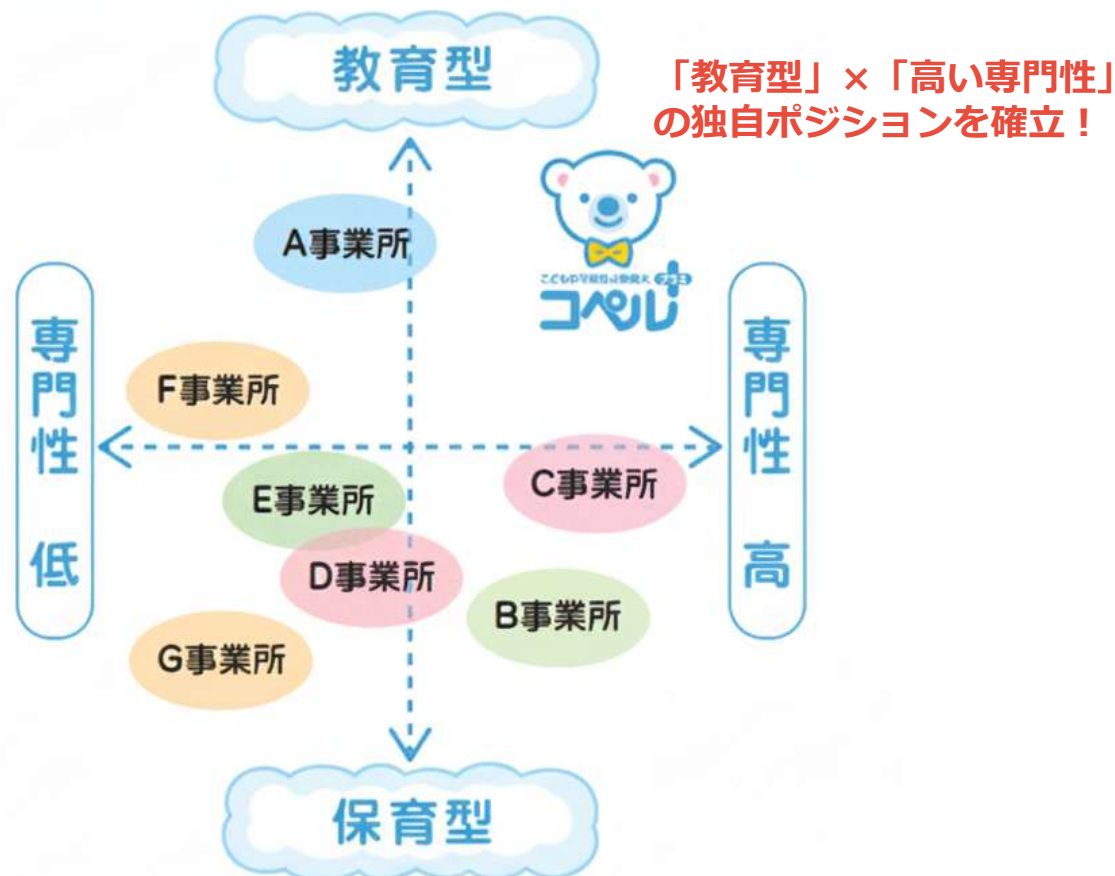 教育型
「教育型」×「高い専門性」
の独自ポジションを確立！
A事業所
プラス
コペル
専門性 低
専門性 高
F事業所
E事業所
C事業所
D事業所
B事業所
G事業所
保育型